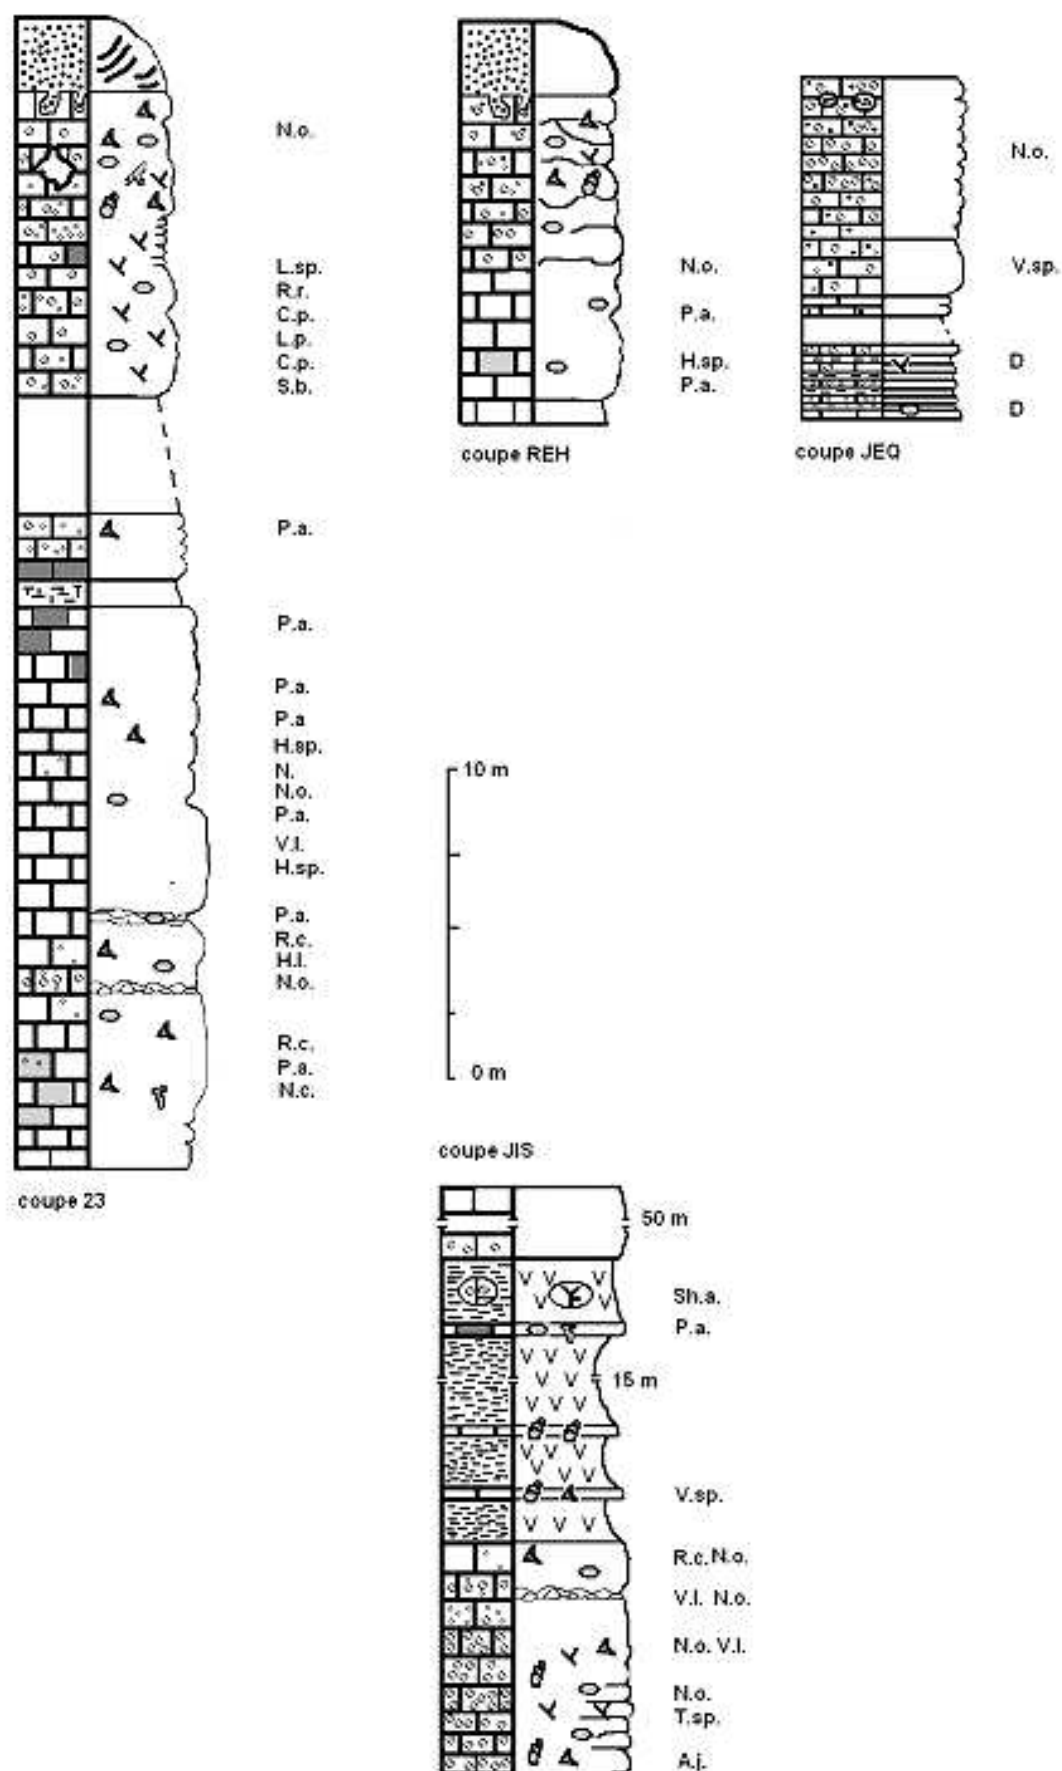 N.o.
L.sp.
R.r.
C.p.
L.p.
C.p.
S.b.
P.a.
P.a.
P.a.
P.a
H.sp.
N.
N.o.
P.a.
V.l.
H.sp.
P.a.
R.c.
H.l.
N.o.
R.c.
P.a.
N.c.
coupe 23
N.o.
P.a.
H.sp.
P.a.
coupe REH
N.o.
V.sp.
D
D
coupe JEQ
10 m
0 m
coupe JIS
50 m
Sh.a.
P.a.
15 m
V.sp.
R.c. N.o.
V.l. N.o.
N.o. V.l.
N.o.
T.sp.
A.j.